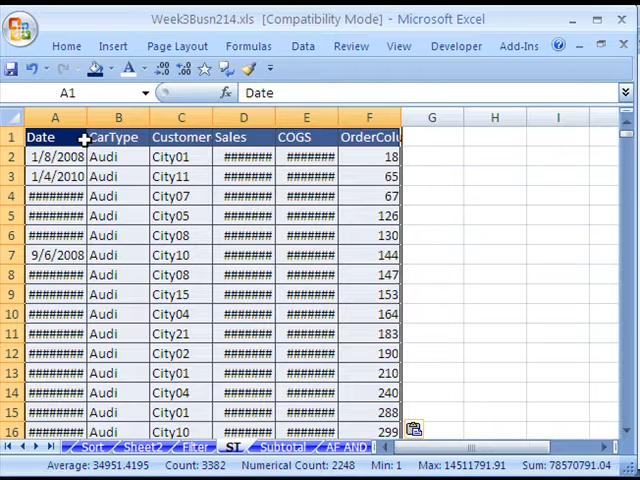 Week3Busn214.xls [Compatibility Mode] - Microsoft Excel
Home Insert Page Layout Formulas Data Review View Developer Add-Ins
A1 Date
A B C D E F G H I
1 Date CarType Customer Sales COGS OrderColu
2 1/8/2008 Audi City01 ####### ####### 18
3 1/4/2010 Audi City11 ####### ####### 65
4 ######## Audi City07 ####### ####### 67
5 ######## Audi City05 ####### ####### 126
6 ######## Audi City08 ####### ####### 130
7 9/6/2008 Audi City10 ####### ####### 144
8 ######## Audi City08 ####### ####### 147
9 ######## Audi City15 ####### ####### 153
10 ######## Audi City04 ####### ####### 164
11 ######## Audi City21 ####### ####### 183
12 ######## Audi City02 ####### ####### 190
13 ######## Audi City01 ####### ####### 210
14 ######## Audi City04 ####### ####### 240
15 ######## Audi City01 ####### ####### 288
16 ######## Audi City10 ####### ####### 299
Sort Sheet2 Filter ST Subtotal AF AND
Average: 34951.4195 Count: 3382 Numerical Count: 2248 Min: 1 Max: 14511791.91 Sum: 78570791.04